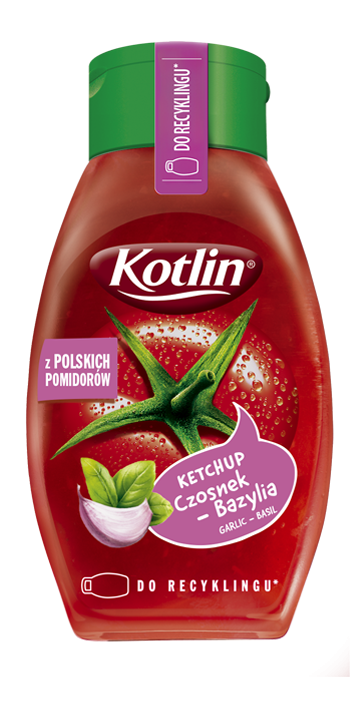 DO RECYKLINGU*
Kotlin®
z POLSKICH
POMIDORÓW
KETCHUP
Czosnek
– Bazylia
GARLIC – BASIL
DO RECYKLINGU*